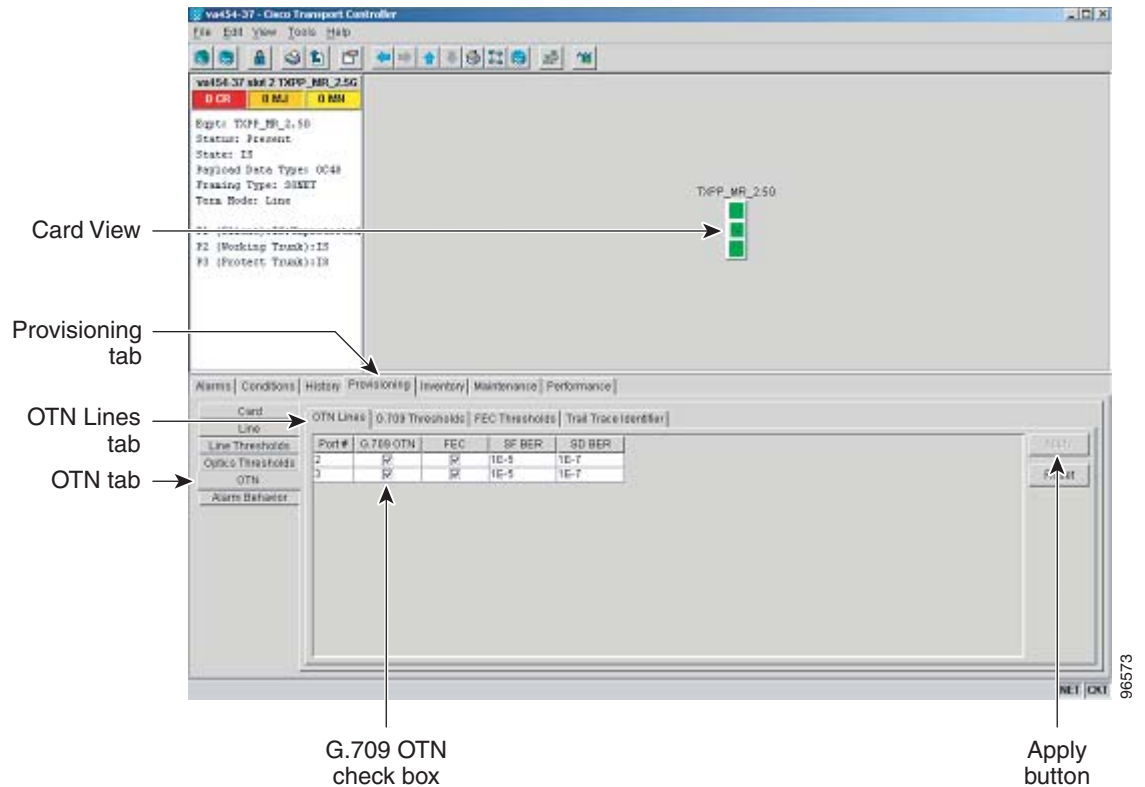 va454-37 - Cisco Transport Controller
File Edit View Tools Help
va454-37 slot 2 TXPP_MR_2.5G
0 CR 0 MJ 0 MN
Eqpt: TXPP_MR_2.5G
Status: Present
State: IS
Payload Data Type: OC48
Framing Type: SONET
Term Mode: Line
P2 (Working Trunk):IS
P3 (Protect Trunk):IS
TXPP_MR_2.5G
Card View
Provisioning
tab
Alarms Conditions History Provisioning Inventory Maintenance Performance
OTN Lines
tab
OTN tab
Card
Line
Line Thresholds
Optics Thresholds
OTN
Alarm Behavior
OTN Lines G.709 Thresholds FEC Thresholds Trail Trace Identifier
Port # G.709 OTN FEC SF BER SD BER
2 1E-5 1E-7
3 1E-5 1E-7
Apply
Reset
NET CKT
96573
G.709 OTN
check box
Apply
button